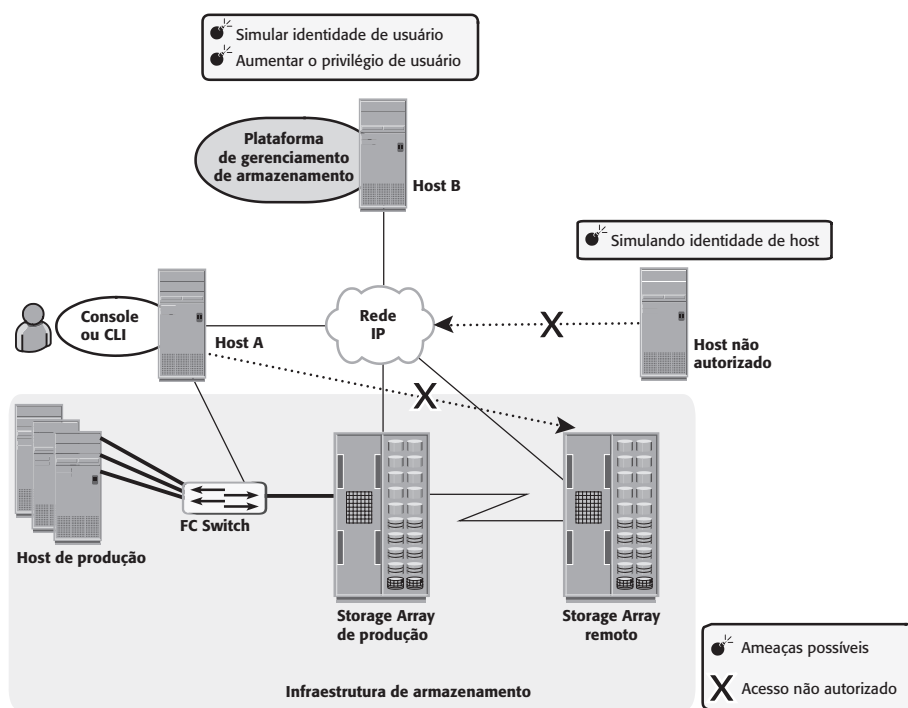 Simular identidade de usuário
Aumentar o privilégio de usuário
Plataforma
de gerenciamento
de armazenamento
Host B
Simulando identidade de host
Console
ou CLI
Host A
Rede
IP
Host não
autorizado
X
X
FC Switch
Host de produção
Storage Array
de produção
Storage Array
remoto
Ameaças possíveis
X Acesso não autorizado
Infraestrutura de armazenamento